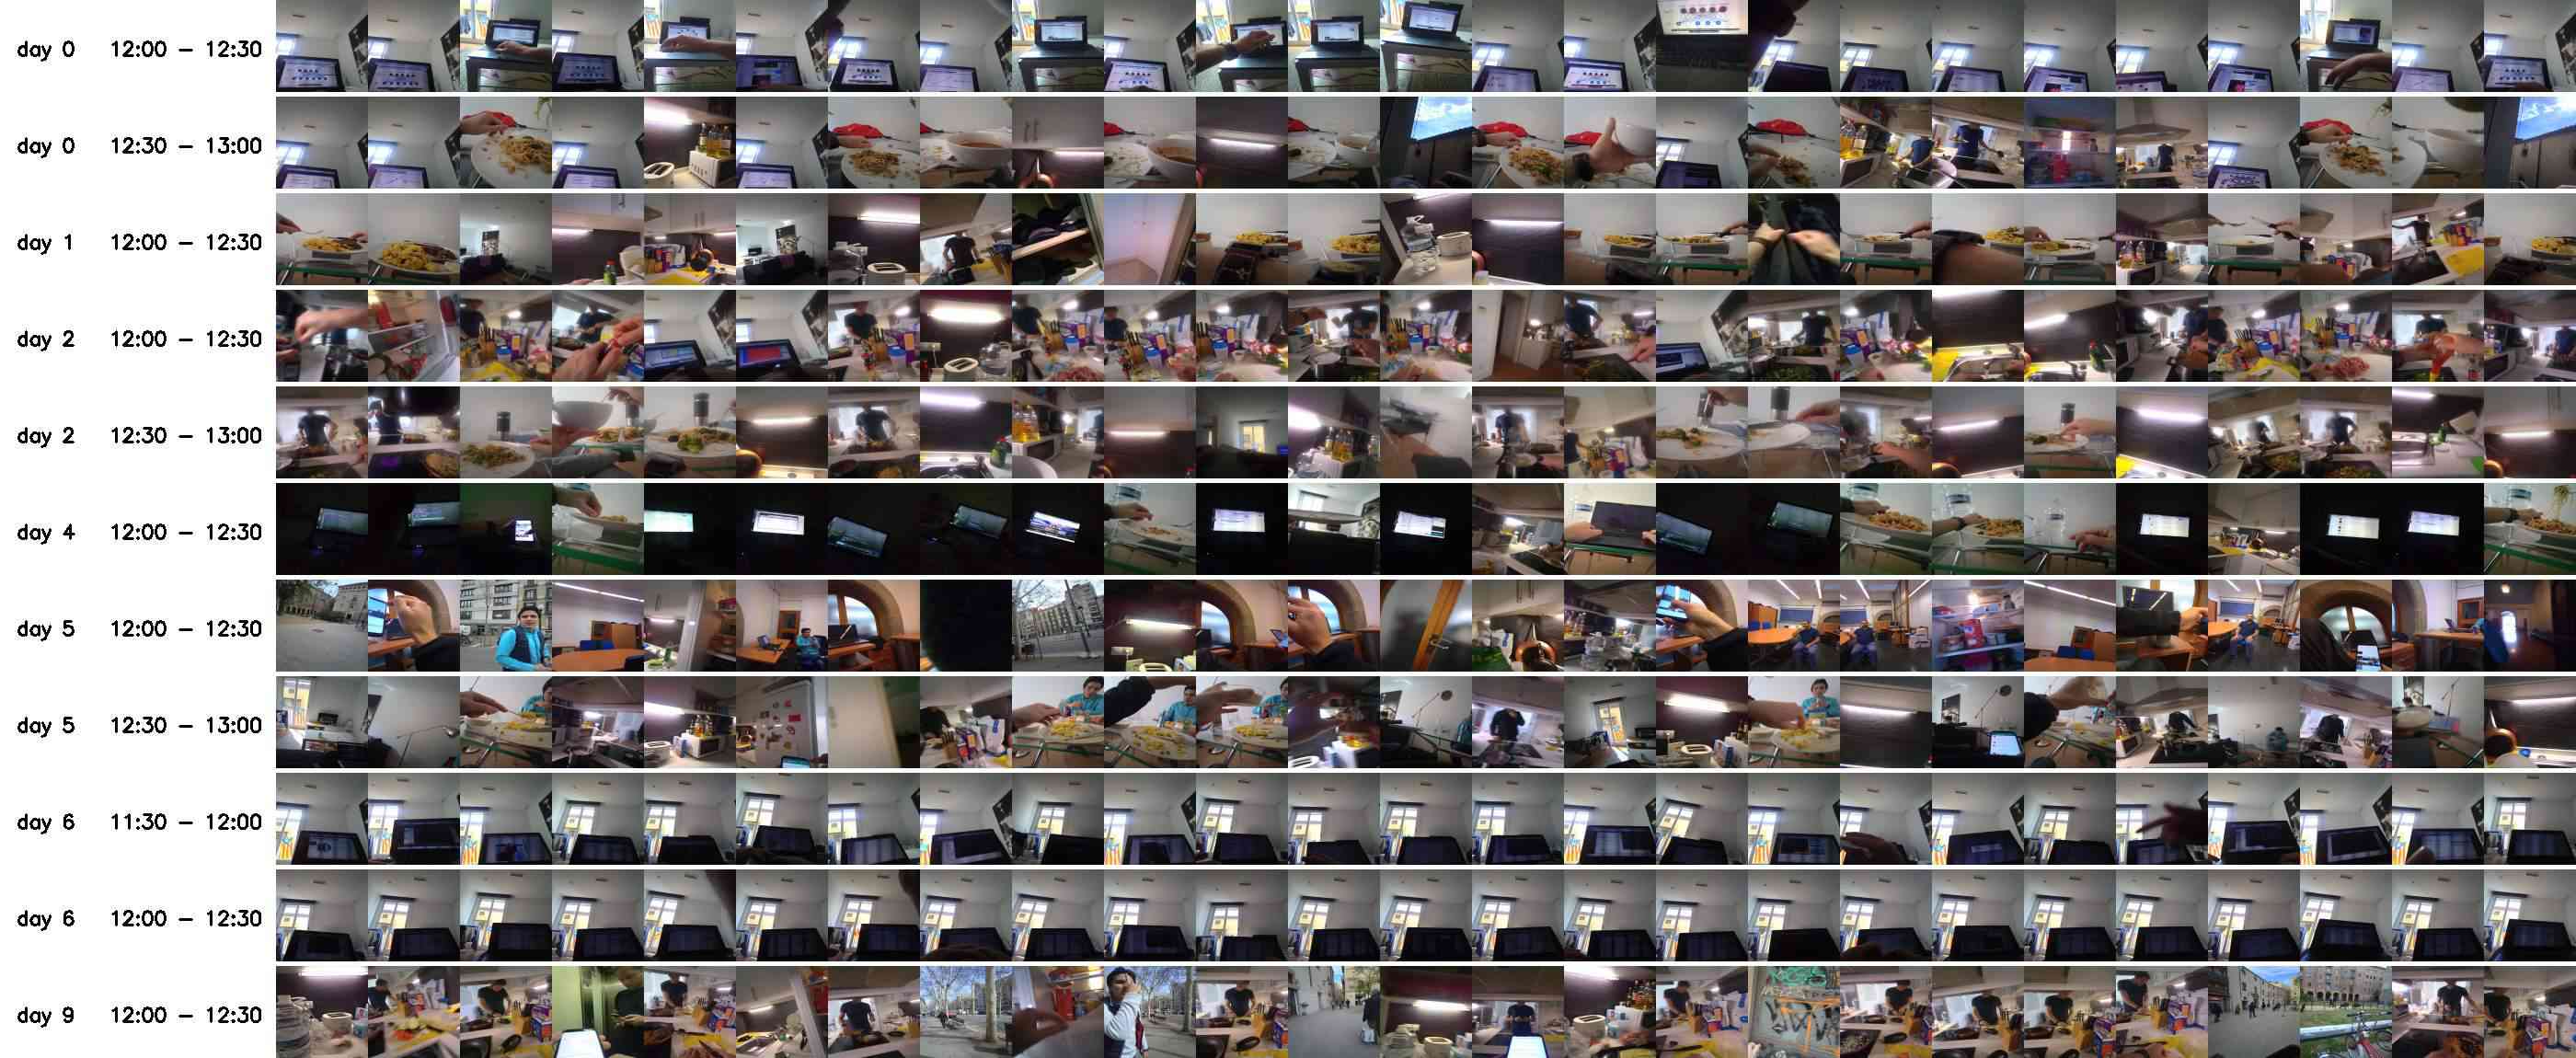 day 0 12:00 - 12:30
day 0 12:30 - 13:00
day 1 12:00 - 12:30
day 2 12:00 - 12:30
day 2 12:30 - 13:00
day 4 12:00 - 12:30
day 5 12:00 - 12:30
day 5 12:30 - 13:00
day 6 11:30 - 12:00
day 6 12:00 - 12:30
day 9 12:00 - 12:30